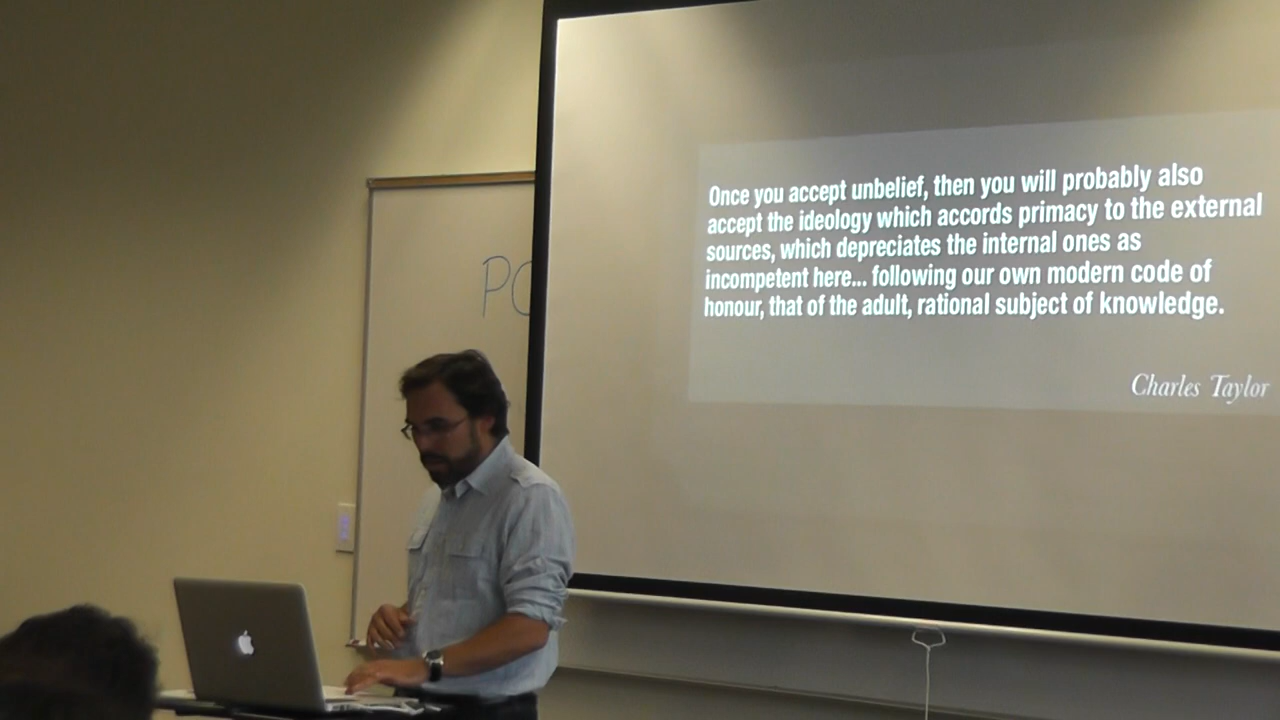 PO
Once you accept unbelief, then you will probably also
accept the ideology which accords primacy to the external
sources, which depreciates the internal ones as
incompetent here... following our own modern code of
honour, that of the adult, rational subject of knowledge.
Charles Taylor